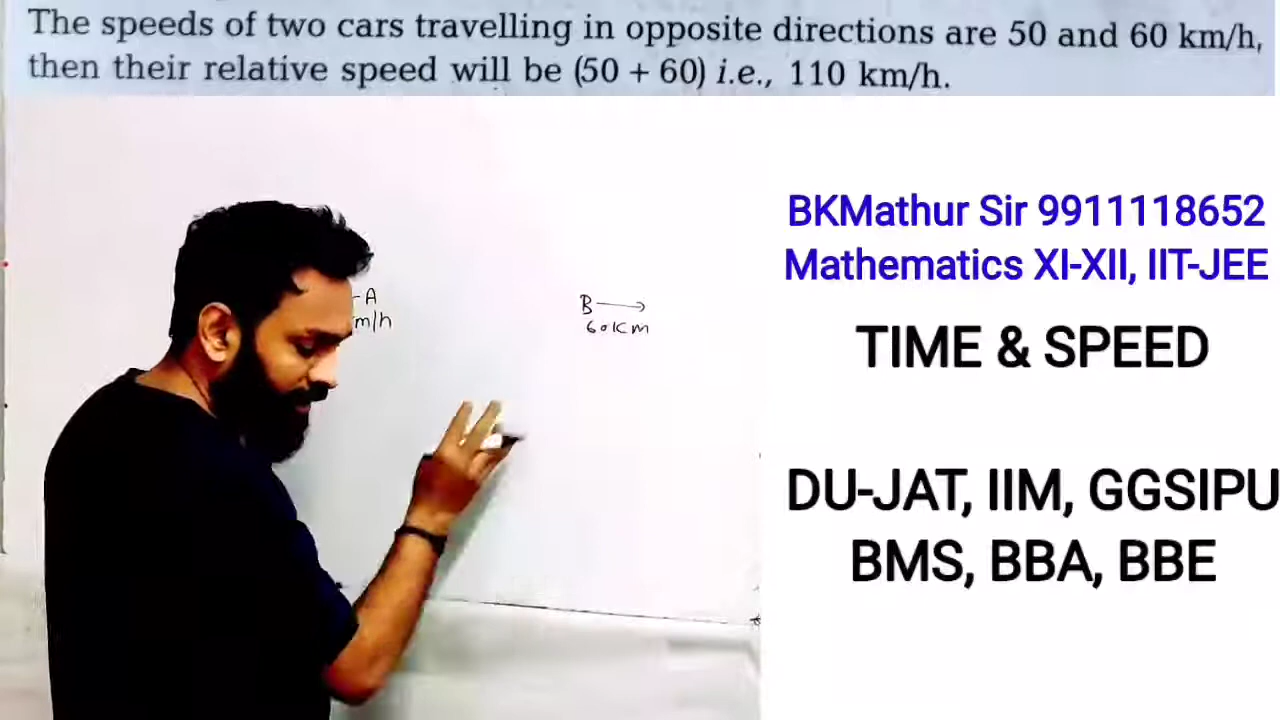 The speeds of two cars travelling in opposite directions are 50 and 60 km/h,
then their relative speed will be (50 + 60) i.e., 110 km/h.
BKMathur Sir 9911118652
Mathematics XI-XII, IIT-JEE
A
B
m/h
60Km
TIME & SPEED
DU-JAT, IIM, GGSIPU
BMS, BBA, BBE